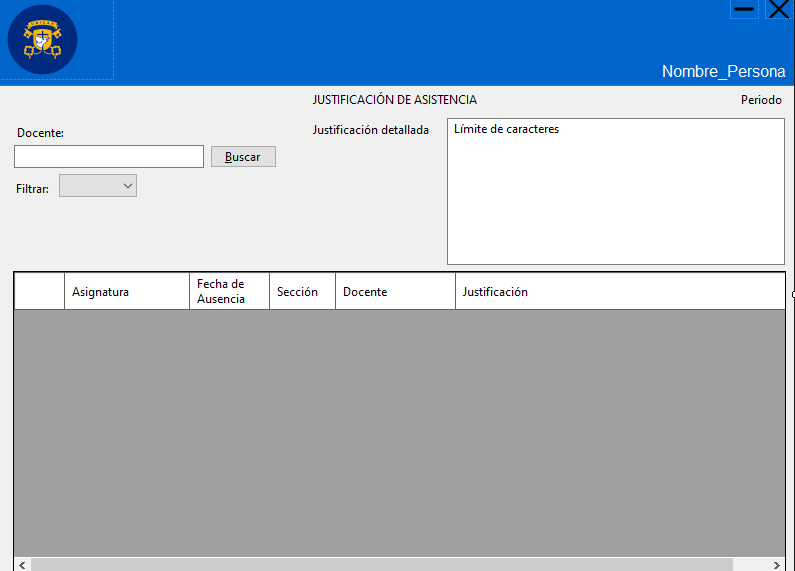 UNICAH
Nombre_Persona
JUSTIFICACIÓN DE ASISTENCIA
Periodo
Docente:
Justificación detallada
Límite de caracteres
Buscar
Filtrar:
Asignatura
Fecha de
Ausencia
Sección
Docente
Justificación